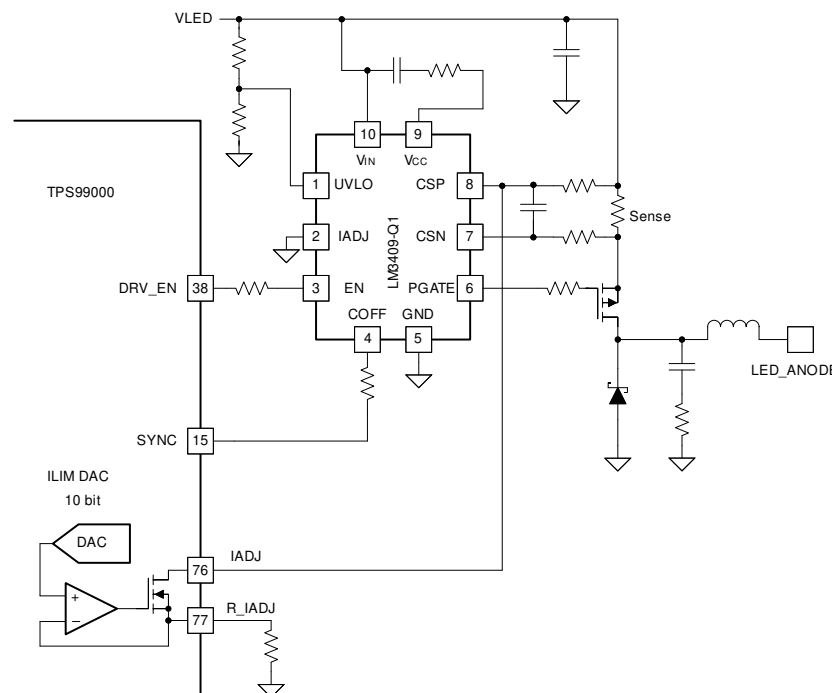 VLED
10
9
VIN
VCC
1
UVLO
CSP
8
TPS99000
Sense
2
IADJ
LM3409-Q1
CSN
7
DRV_EN
38
3
EN
PGATE
6
COFF
GND
4
5
LED_ANODE
SYNC
15
ILIM DAC
10 bit
DAC
IADJ
76
+
−
R_IADJ
77